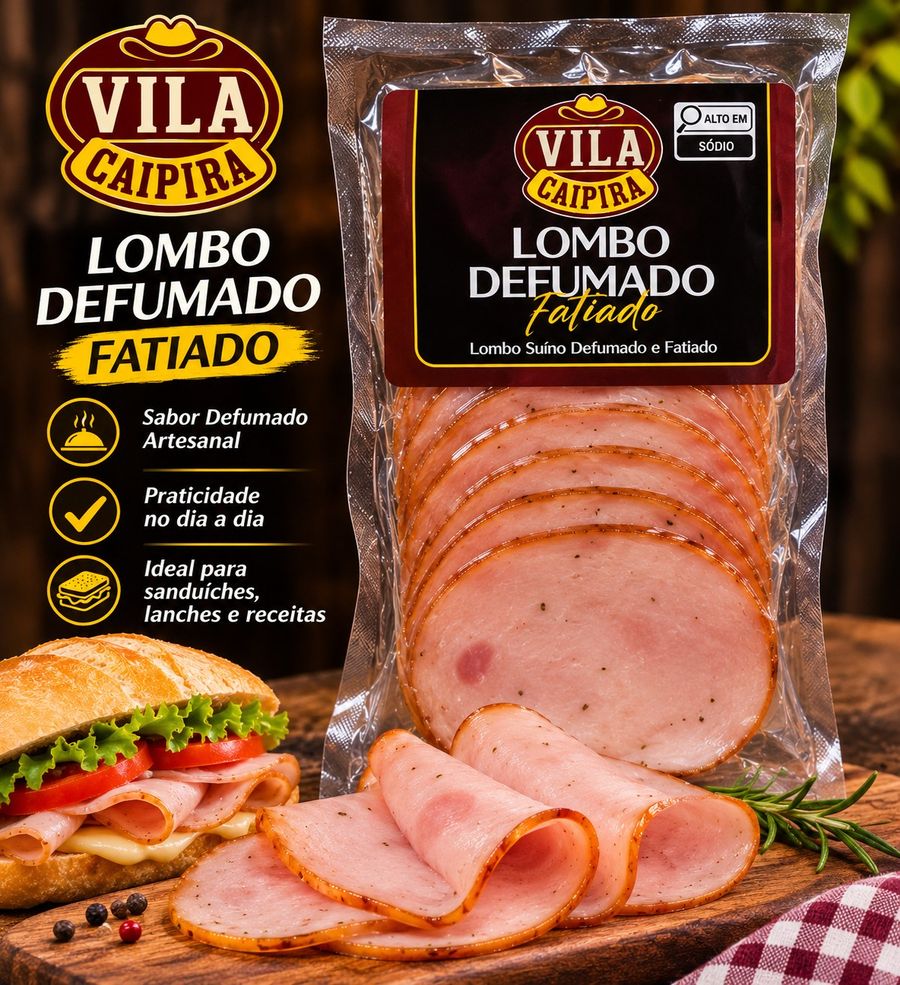 VILA
CAIPIRA
LOMBO
DEFUMADO
FATIADO
Sabor Defumado
Artesanal
Praticidade
no dia a dia
Ideal para
sanduíches,
lanches e receitas
VILA
CAIPIRA
ALTO EM
SÓDIO
LOMBO
DEFUMADO
Fatiado
Lombo Suíno Defumado e Fatiado